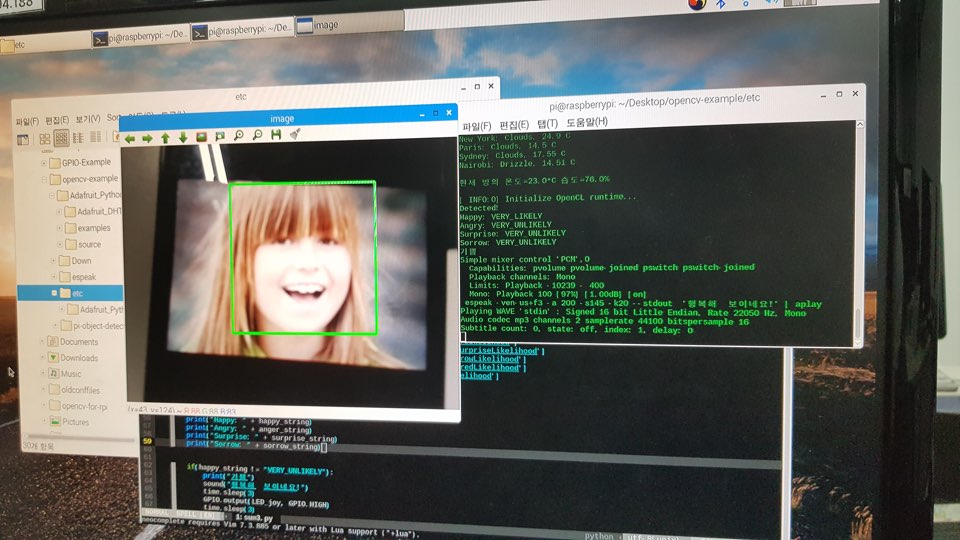 94.188
etc
pi@raspberrypi: ~/De...
pi@raspberrypi: ~/De...
image
etc
파일(F) 편집(E) 보기(V)
GPIO-Example
opencv-example
Adafruit_Pytho
Adafruit_DHT
examples
source
Down
espeak
etc
Adafruit_Pyth
pi-object-detec
Documents
Downloads
Music
oldconffiles
opencv-for-rpi
Pictures
30개 항목
image
pi@raspberrypi: ~/Desktop/opencv-example/etc
파일(F) 편집(E) 탭(T) 도움말(H)
New York: Clouds, 24.9 C
Paris: Clouds, 14.5 C
Sydney: Clouds, 17.55 C
Nairobi: Drizzle, 14.51 C
현재 방의 온도=23.0*C 습도=76.0%
[ INFO:0] Initialize OpenCL runtime...
Detected!
Happy: VERY_LIKELY
Angry: VERY_UNLIKELY
Surprise: VERY_UNLIKELY
Sorrow: VERY_UNLIKELY
기쁨
Simple mixer control 'PCM',0
Capabilities: pvolume pvolume-joined pswitch pswitch-joined
Playback channels: Mono
Limits: Playback -10239 - 400
Mono: Playback 100 [97%] [1.00dB] [on]
espeak -ven-us+f3 -a 200 -s145 -k20 --stdout '행복해 보이네요!' | aplay
Playing WAVE 'stdin' : Signed 16 bit Little Endian, Rate 22050 Hz, Mono
Audio codec mp3 channels 2 samplerate 44100 bitspersample 16
Subtitle count: 0, state: off, index: 1, delay: 0
surpriseLikelihood']
rowLikelihood']
redLikelihood']
elihood']
print("Happy: " + happy_string)
print("Angry: " + anger_string)
print("Surprise: " + surprise_string)
59 print("Sorrow: " + sorrow_string)
if(happy_string != "VERY_UNLIKELY"):
print("기쁨")
sound("행복해 보이네요!")
time.sleep(3)
GPIO.output(LED_joy, GPIO.HIGH)
time.sleep(3)
NORMAL SPELL [EN] 1:sum3.py
neocomplete requires Vim 7.3.885 or later with Lua support ("+lua").
python